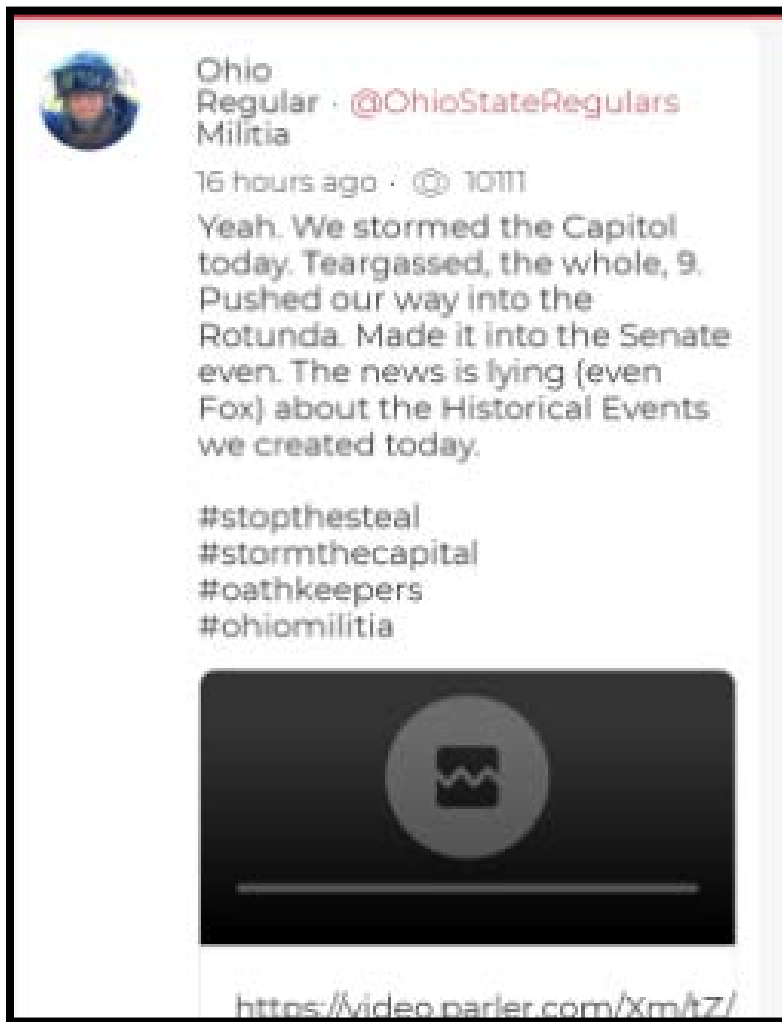 Ohio
Regular · @OhioStateRegulars
Militia
16 hours ago · 10111
Yeah. We stormed the Capitol
today. Teargassed, the whole, 9.
Pushed our way into the
Rotunda. Made it into the Senate
even. The news is lying (even
Fox) about the Historical Events
we created today.
#stopthesteal
#stormthecapital
#oathkeepers
#ohiomilitia
https://video.parler.com/Xm/tZ/